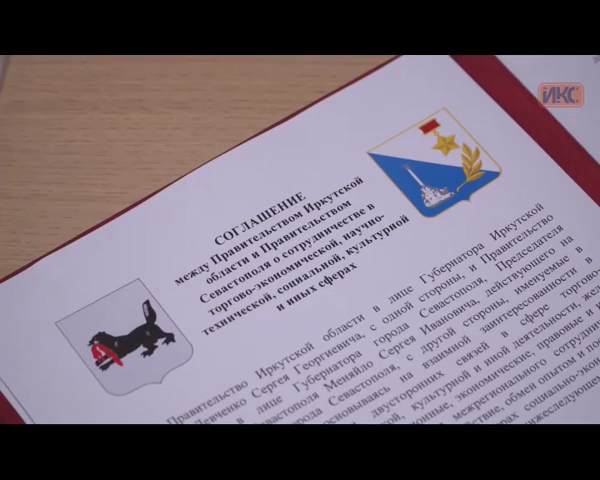 ИКС
СОГЛАШЕНИЕ
между Правительством Иркутской
области и Правительством
Севастополя о сотрудничестве в
торгово-экономической, научно-
технической, социальной, культурной
и иных сферах
Правительство Иркутской области в лице Губернатора Иркутской
Левченко Сергея Георгиевича, с одной стороны, и Правительство
в лице Губернатора города Севастополя, Председателя
Севастополя Меняйло Сергея Ивановича, действующего на
города Севастополя, с другой стороны, именуемые в
основываясь на взаимной заинтересованности в
двусторонних связей в сфере торгово-
культурной и иной деятельности,
экономические, правовые и
межрегионального
обмен опытом и
социально-